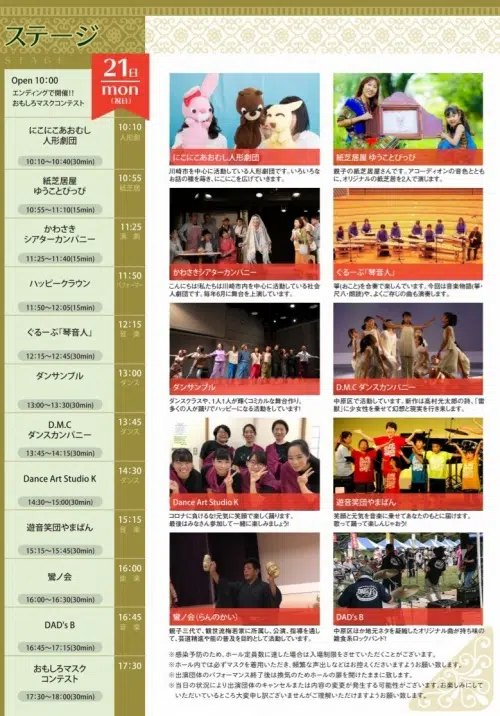 ステージ
STAGE
21日
mon
(祝日)
Open 10:00
エンディングで開催!!
おもしろマスクコンテスト
にこにこあおむし
人形劇団
10:10
人形劇
10:10～10:40(30min)
紙芝居屋
ゆうことぴっぴ
10:55
紙芝居
10:55～11:10(15min)
かわさき
シアターカンパニー
11:25
演劇
11:25～11:40(15min)
ハッピークラウン
11:50
パフォーマー
11:50～12:05(15min)
ぐるーぷ「琴音人」
12:15
音楽
12:15～12:45(30min)
ダンサンブル
13:00
ダンス
13:00～13:30(30min)
D.M.C
ダンスカンパニー
13:45
ダンス
13:45～14:15(30min)
Dance Art Studio K
14:30
ダンス
14:30～15:00(30min)
遊音笑団やまばん
15:15
音楽
15:15～15:45(30min)
鸞ノ会
16:00
能楽
16:00～16:30(30min)
DAD's B
16:45
音楽
16:45～17:15(30min)
おもしろマスク
コンテスト
17:30
17:30～18:00(30min)
にこにこあおむし人形劇団
川崎市を中心に活動している人形劇団です。いろいろな
お話の種を蒔き、にこにこを広げていきます。
紙芝居屋 ゆうことぴっぴ
親子の紙芝居屋さんです。アコーディオンの音色ととも
に、オリジナルの紙芝居を2人で演じます。
かわさきシアターカンパニー
こんにちは!私たちは川崎市内を中心に活動している社会
人劇団です。毎年6月に舞台を上演しています。
ぐるーぷ「琴音人」
箏(おこと)を合奏で楽しんでいます。今回は音楽物語(箏・
尺八・朗読)や、よくご存じの曲も演奏します。
ダンサンブル
ダンスクラスや、1人1人が輝くコミカルな舞台作り。
多くの人が踊りでハッピーになる活動をしています!
D.M.C ダンスカンパニー
中原区で活動しています。新作は高村光太郎の詩、「雷
獣」に少女性を乗せて幻想と現実を行き来します。
Dance Art Studio K
コロナに負けるな!元気に笑顔で楽しく踊ります。
最後はみなさん参加して一緒に楽しみましょう!
遊音笑団やまばん
笑顔と元気を音楽に乗せてあなたのもとに届けます。
歌って踊って楽しんじゃおう!
鸞ノ会(らんのかい)
親子三代で、観世流梅若家に所属し、公演、指導を通し
て、芸道精進や能の普及を目的として活動しています。
DAD's B
中原区ほか地元ネタを縦横したオリジナル曲が持ち味の
雑食系ロックバンド!
※感染予防のため、ホール定員数に達した場合は入場制限をさせていただくことがございます。
※ホール内では必ずマスクを着用いただき、頻繁な声出しなどはお控えくださいますようお願い致します。
※出演団体のパフォーマンス終了後は換気のためホールの扉を開けたままに致します。
※当日の状況により出演団体のキャンセルまたは内容の変更が発生する可能性がございます。お楽しみにして
いただいているところ大変申し訳ございませんがご理解いただけますようお願い致します。